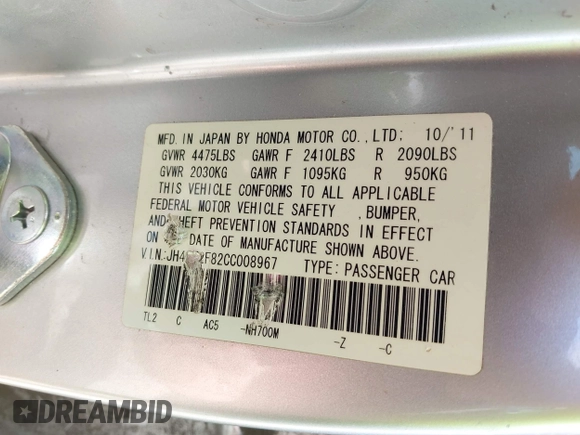 MFD. IN JAPAN BY HONDA MOTOR CO.,LTD: 10/'11
GVWR 4475LBS GAWR F 2410LBS R 2090LBS
GVWR 2030KG GAWR F 1095KG R 950KG
THIS VEHICLE CONFORMS TO ALL APPLICABLE
FEDERAL MOTOR VEHICLE SAFETY ,BUMPER,
AND THEFT PREVENTION STANDARDS IN EFFECT
ON DATE OF MANUFACTURE SHOWN ABOVE.
V.I.N.: TYPE: PASSENGER CAR
TL2 C AC5 -NH700M -Z -C
DREAMBID